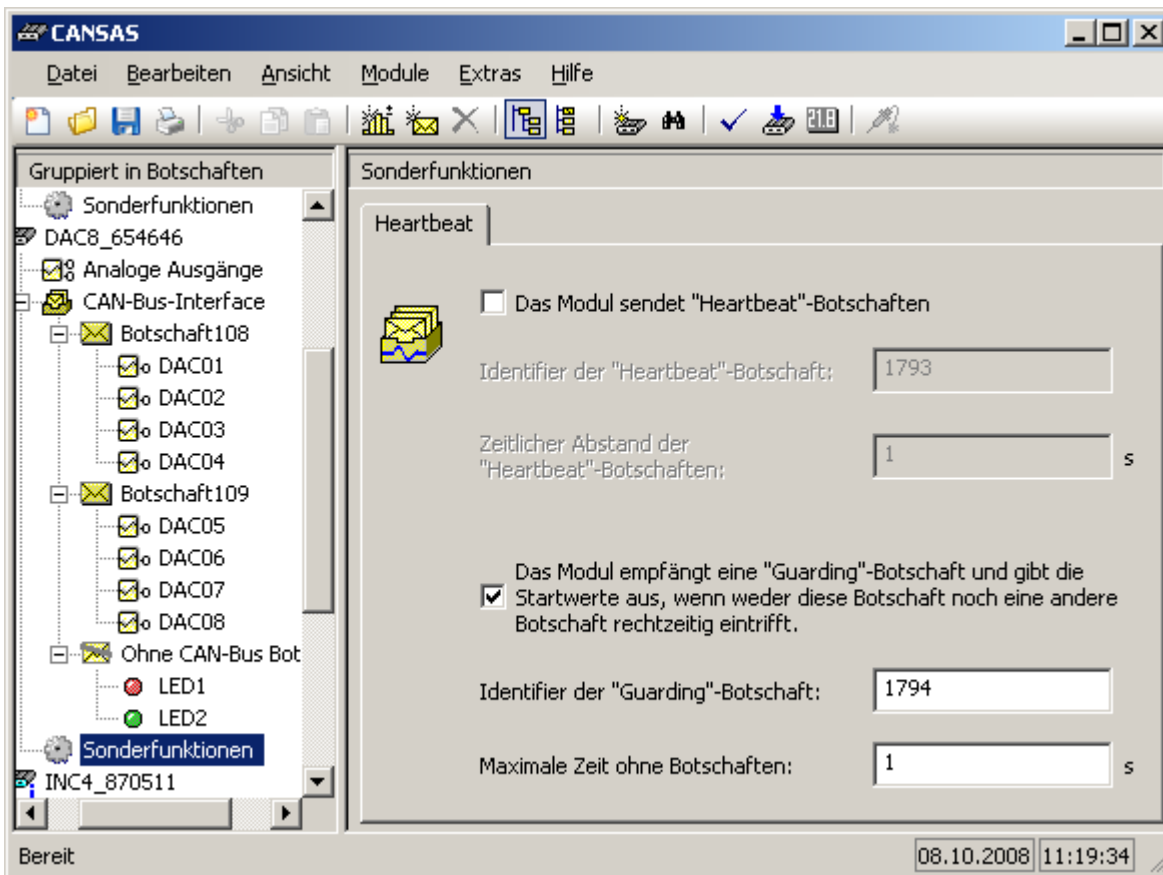 CANSAS
Datei Bearbeiten Ansicht Module Extras Hilfe
21.8
Gruppiert in Botschaften
Sonderfunktionen
DAC8_654646
Analoge Ausgänge
CAN-Bus-Interface
Botschaft108
DAC01
DAC02
DAC03
DAC04
Botschaft109
DAC05
DAC06
DAC07
DAC08
Ohne CAN-Bus Bot
LED1
LED2
Sonderfunktionen
INC4_870511
Sonderfunktionen
Heartbeat
Das Modul sendet "Heartbeat"-Botschaften
Identifier der "Heartbeat"-Botschaft: 1793
Zeitlicher Abstand der
"Heartbeat"-Botschaften: 1 s
Das Modul empfängt eine "Guarding"-Botschaft und gibt die
Startwerte aus, wenn weder diese Botschaft noch eine andere
Botschaft rechtzeitig eintrifft.
Identifier der "Guarding"-Botschaft: 1794
Maximale Zeit ohne Botschaften: 1 s
Bereit 08.10.2008 11:19:34